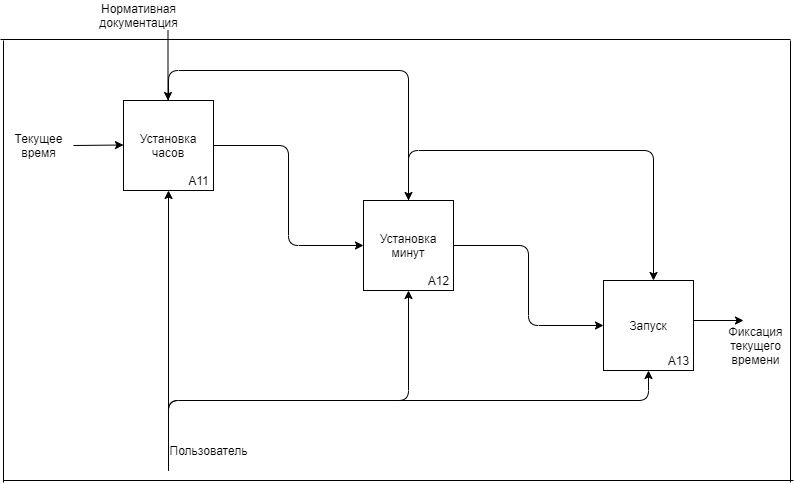 Нормативная
документация
Текущее
время
Установка
часов
A11
Установка
минут
A12
Запуск
A13
Фиксация
текущего
времени
Пользователь